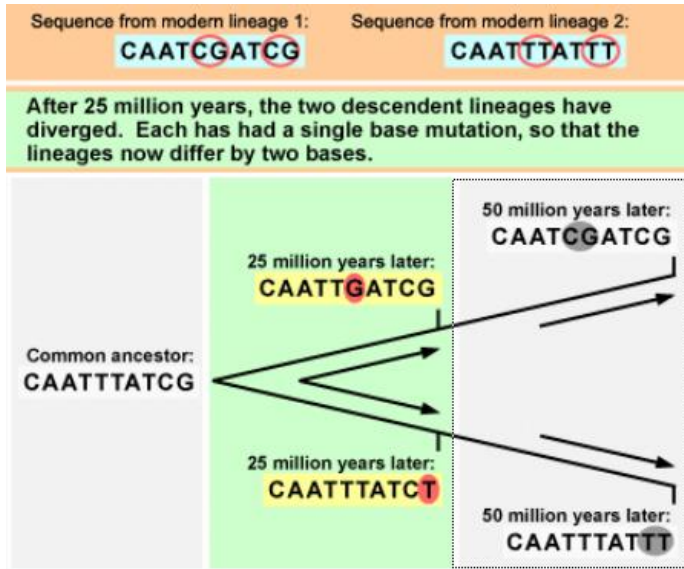 Sequence from modern lineage 1:
CAATCGATCG
Sequence from modern lineage 2:
CAATTTATTT
After 25 million years, the two descendent lineages have
diverged. Each has had a single base mutation, so that the
lineages now differ by two bases.
50 million years later:
CAATCGATCG
25 million years later:
CAATTGATCG
Common ancestor:
CAATTTATCG
25 million years later:
CAATTTATCT
50 million years later:
CAATTTATTT